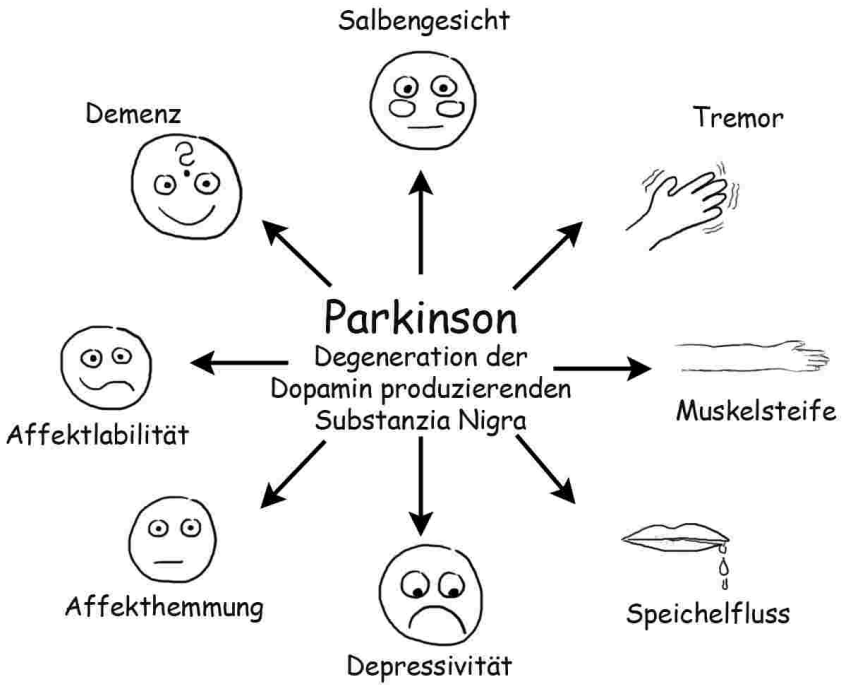 Salbengesicht
Demenz
Tremor
Parkinson
Degeneration der
Dopamin produzierenden
Substanzia Nigra
Affektlabilität
Muskelsteife
Affekthemmung
Speichelfluss
Depressivität